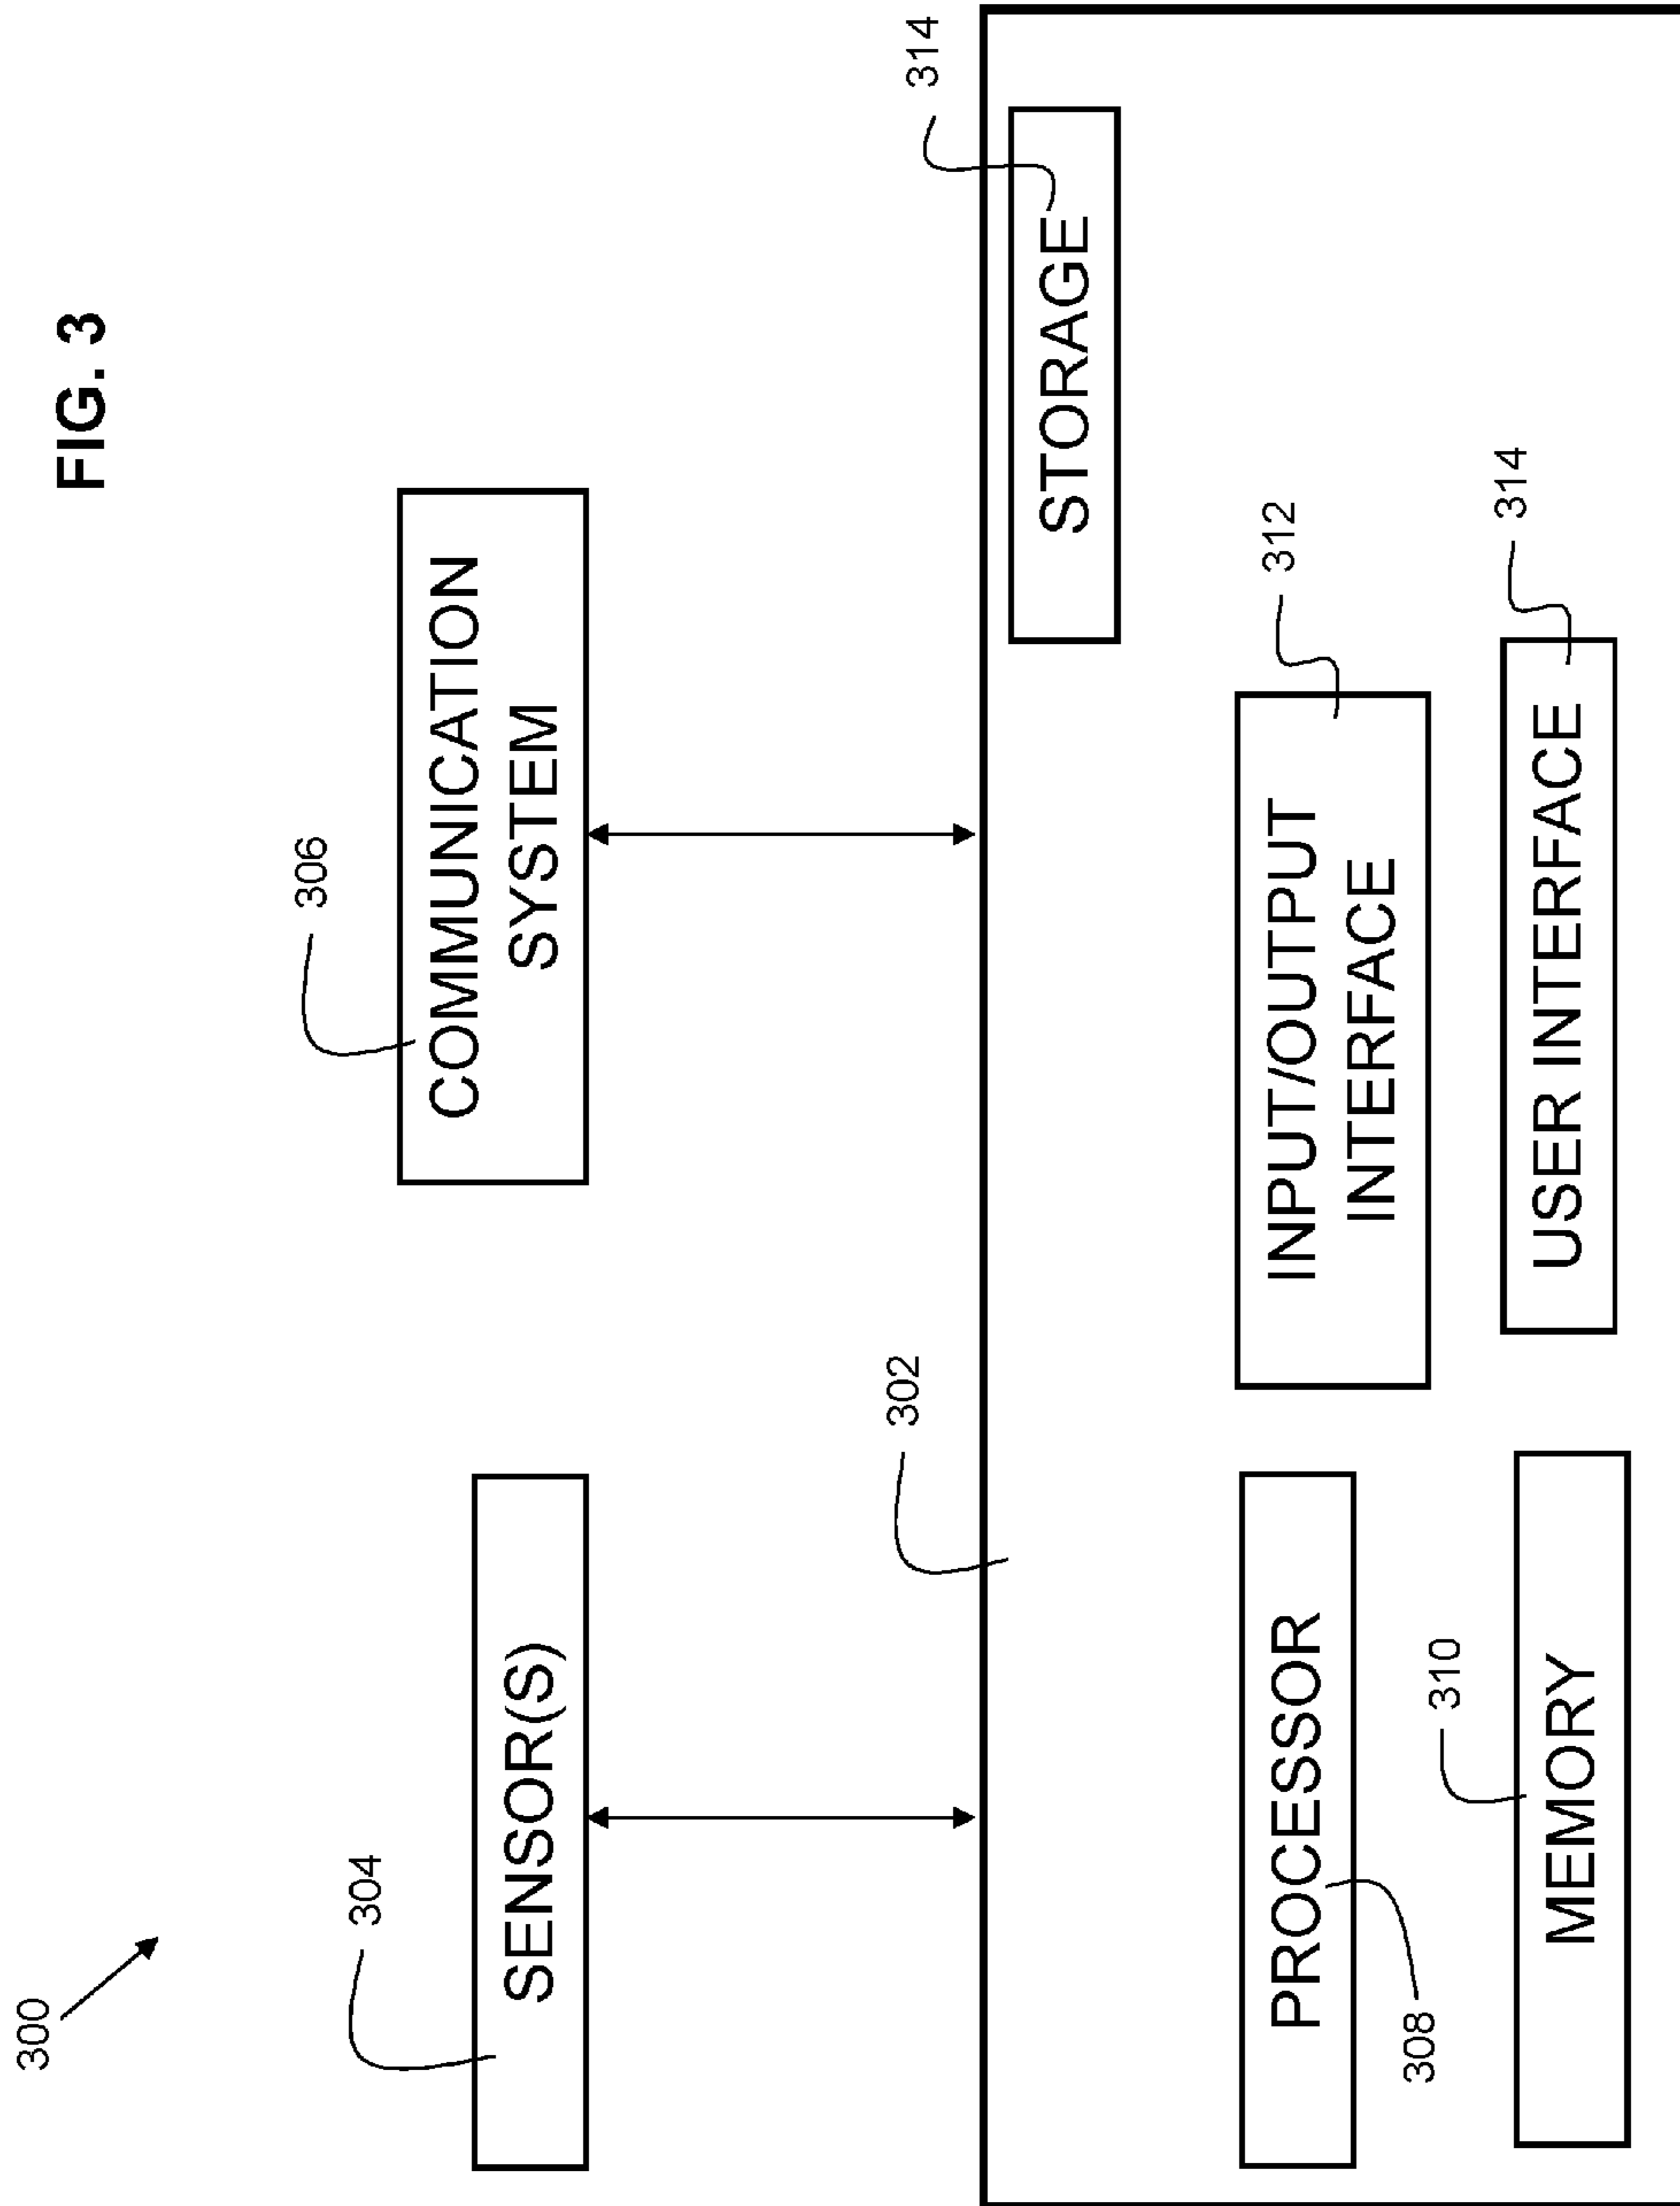 FIG. 3
300
304
SENSOR(S)
306
COMMUNICATION
SYSTEM
302
314
STORAGE
PROCESSOR
308
312
INPUT/OUTPUT
INTERFACE
310
MEMORY
314
USER INTERFACE